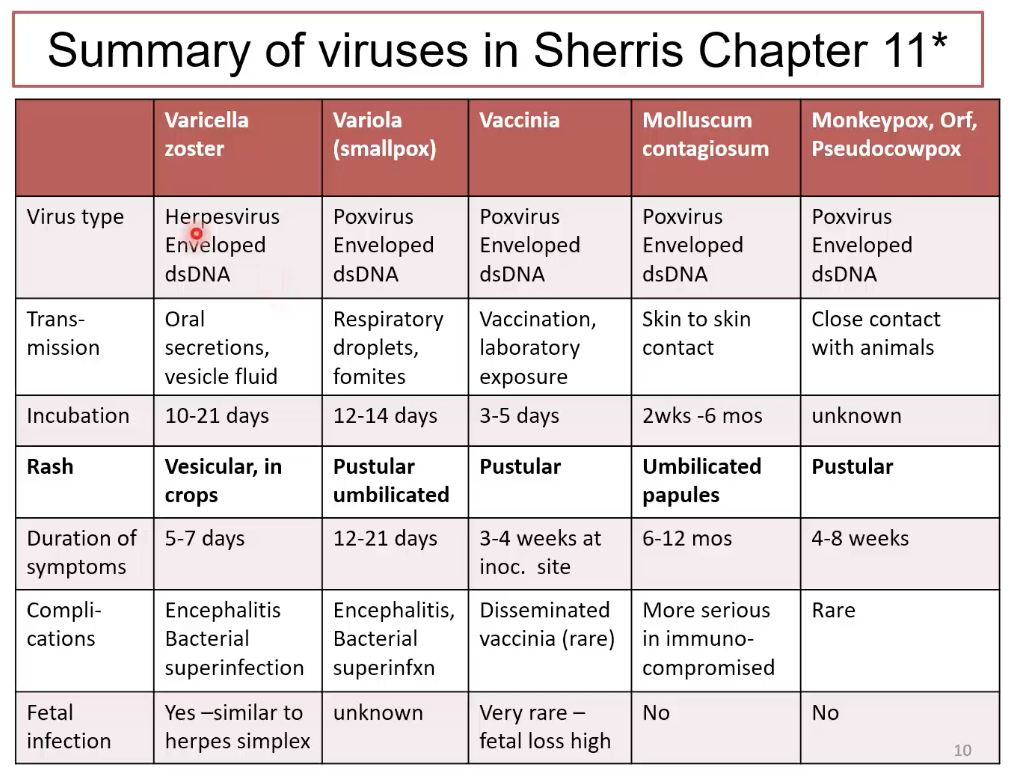 Summary of viruses in Sherris Chapter 11*
Varicella
zoster
Variola
(smallpox)
Vaccinia
Molluscum
contagiosum
Monkeypox, Orf,
Pseudocowpox
Virus type
Herpesvirus
Enveloped
dsDNA
Poxvirus
Enveloped
dsDNA
Poxvirus
Enveloped
dsDNA
Poxvirus
Enveloped
dsDNA
Poxvirus
Enveloped
dsDNA
Trans-
mission
Oral
secretions,
vesicle fluid
Respiratory
droplets,
fomites
Vaccination,
laboratory
exposure
Skin to skin
contact
Close contact
with animals
Incubation
10-21 days
12-14 days
3-5 days
2wks -6 mos
unknown
Rash
Vesicular, in
crops
Pustular
umbilicated
Pustular
Umbilicated
papules
Pustular
Duration of
symptoms
5-7 days
12-21 days
3-4 weeks at
inoc. site
6-12 mos
4-8 weeks
Compli-
cations
Encephalitis
Bacterial
superinfection
Encephalitis,
Bacterial
superinfxn
Disseminated
vaccinia (rare)
More serious
in immuno-
compromised
Rare
Fetal
infection
Yes –similar to
herpes simplex
unknown
Very rare –
fetal loss high
No
No
10